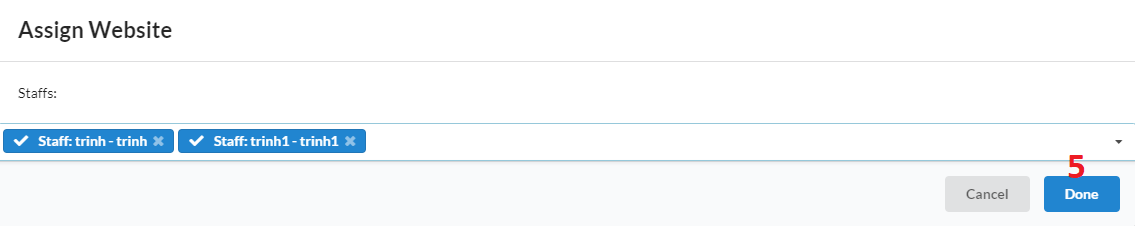 Assign Website
Staffs:
Staff: trinh - trinh Staff: trinh1 - trinh1
5
Cancel Done